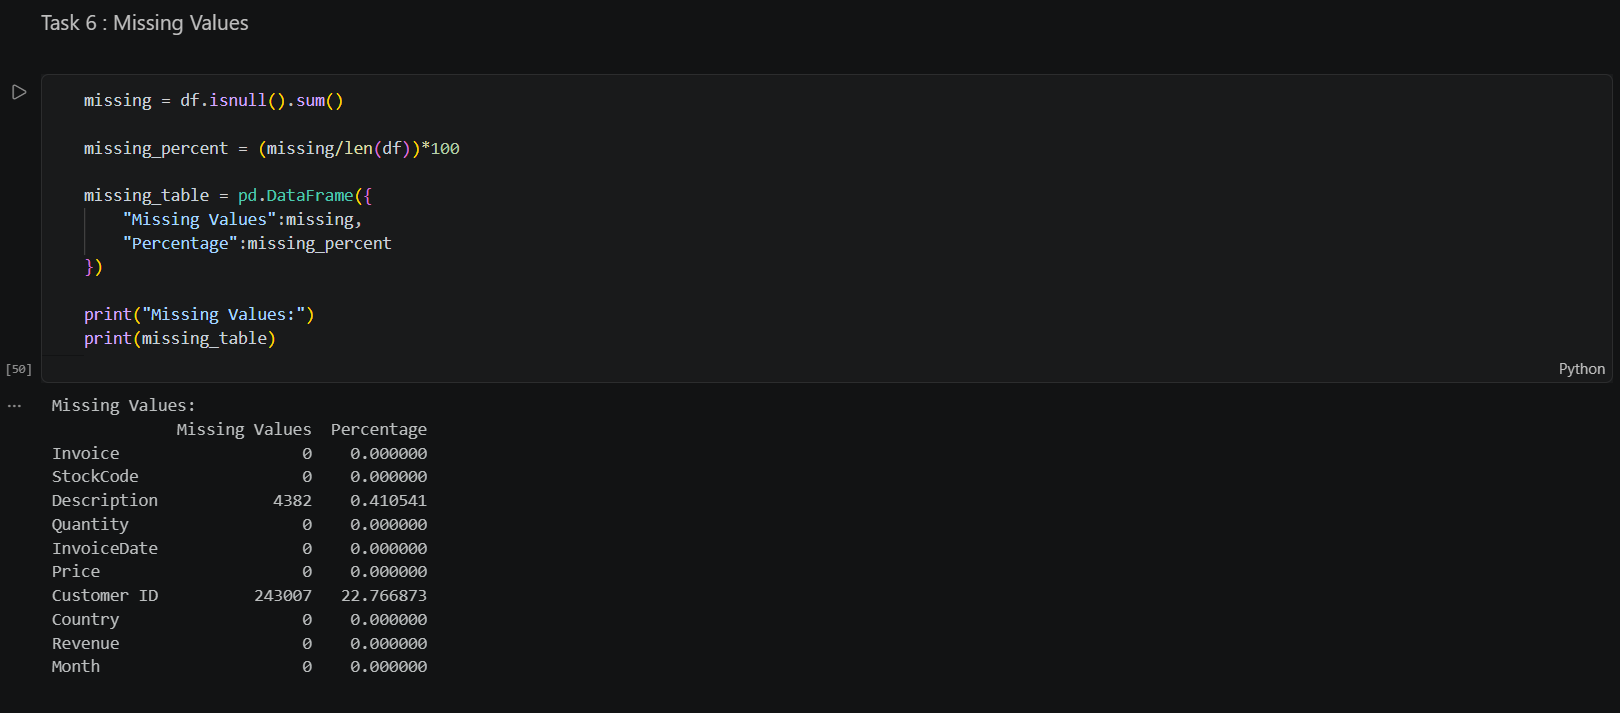 Task 6 : Missing Values
missing = df.isnull().sum()
missing_percent = (missing/len(df))*100
missing_table = pd.DataFrame({
    "Missing Values":missing,
    "Percentage":missing_percent
})
print("Missing Values:")
print(missing_table)
[50]
Python
...
Missing Values:
             Missing Values  Percentage
Invoice                   0    0.000000
StockCode                 0    0.000000
Description            4382    0.410541
Quantity                  0    0.000000
InvoiceDate               0    0.000000
Price                     0    0.000000
Customer ID          243007   22.766873
Country                   0    0.000000
Revenue                   0    0.000000
Month                     0    0.000000